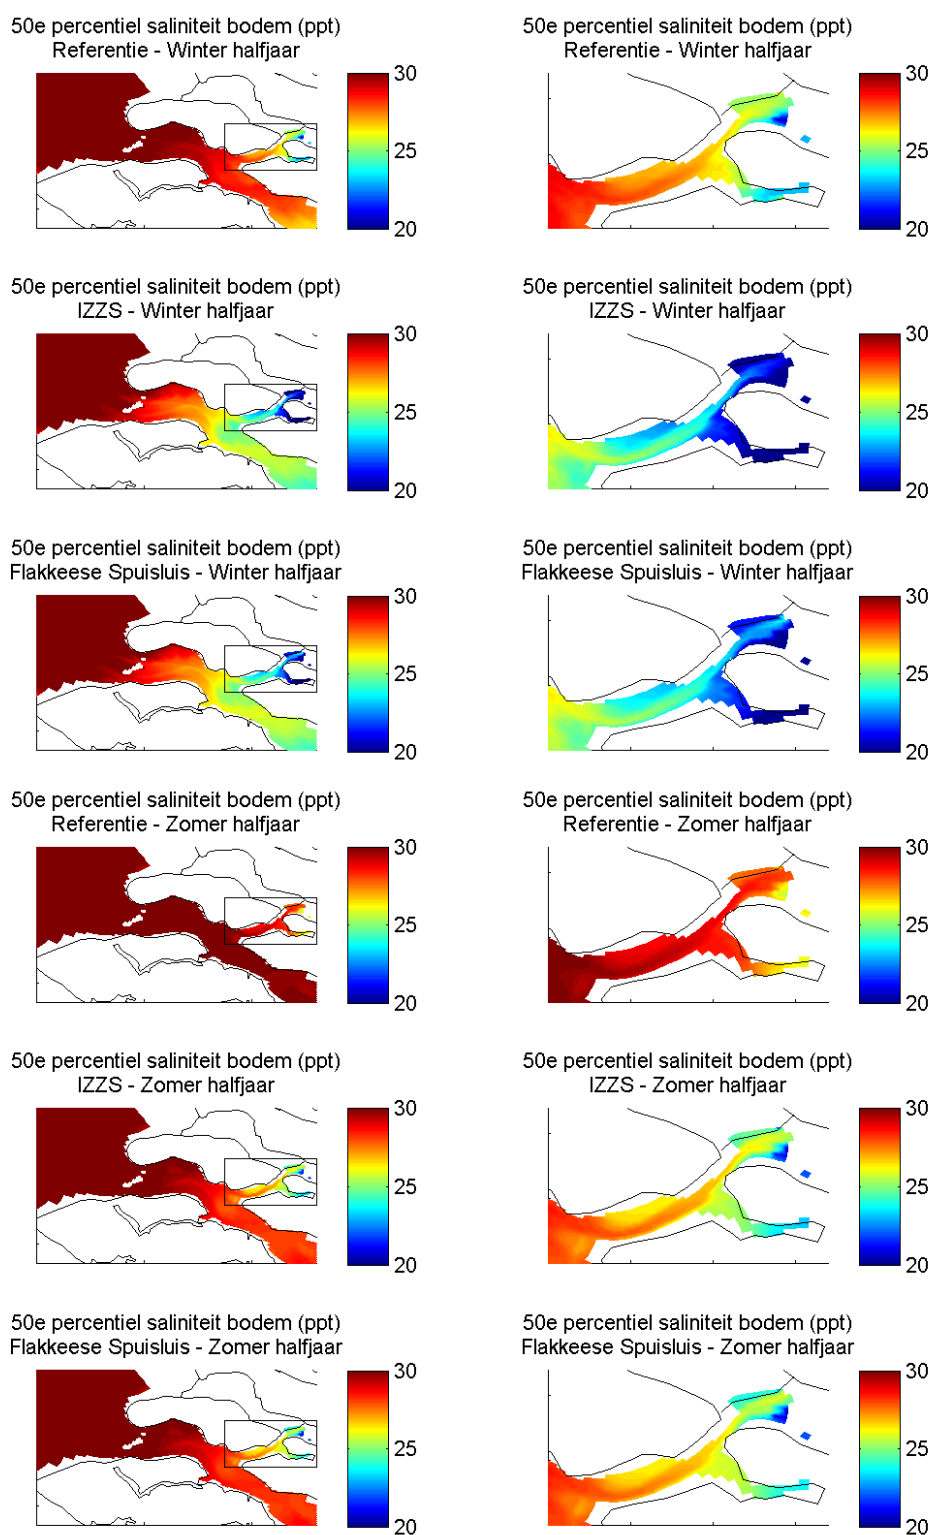 50e percentiel saliniteit bodem (ppt)
Referentie - Winter halfjaar
30
25
20
50e percentiel saliniteit bodem (ppt)
Referentie - Winter halfjaar
30
25
20
50e percentiel saliniteit bodem (ppt)
IZZS - Winter halfjaar
30
25
20
50e percentiel saliniteit bodem (ppt)
IZZS - Winter halfjaar
30
25
20
50e percentiel saliniteit bodem (ppt)
Flakkeese Spuisluis - Winter halfjaar
30
25
20
50e percentiel saliniteit bodem (ppt)
Flakkeese Spuisluis - Winter halfjaar
30
25
20
50e percentiel saliniteit bodem (ppt)
Referentie - Zomer halfjaar
30
25
20
50e percentiel saliniteit bodem (ppt)
Referentie - Zomer halfjaar
30
25
20
50e percentiel saliniteit bodem (ppt)
IZZS - Zomer halfjaar
30
25
20
50e percentiel saliniteit bodem (ppt)
IZZS - Zomer halfjaar
30
25
20
50e percentiel saliniteit bodem (ppt)
Flakkeese Spuisluis - Zomer halfjaar
30
25
20
50e percentiel saliniteit bodem (ppt)
Flakkeese Spuisluis - Zomer halfjaar
30
25
20